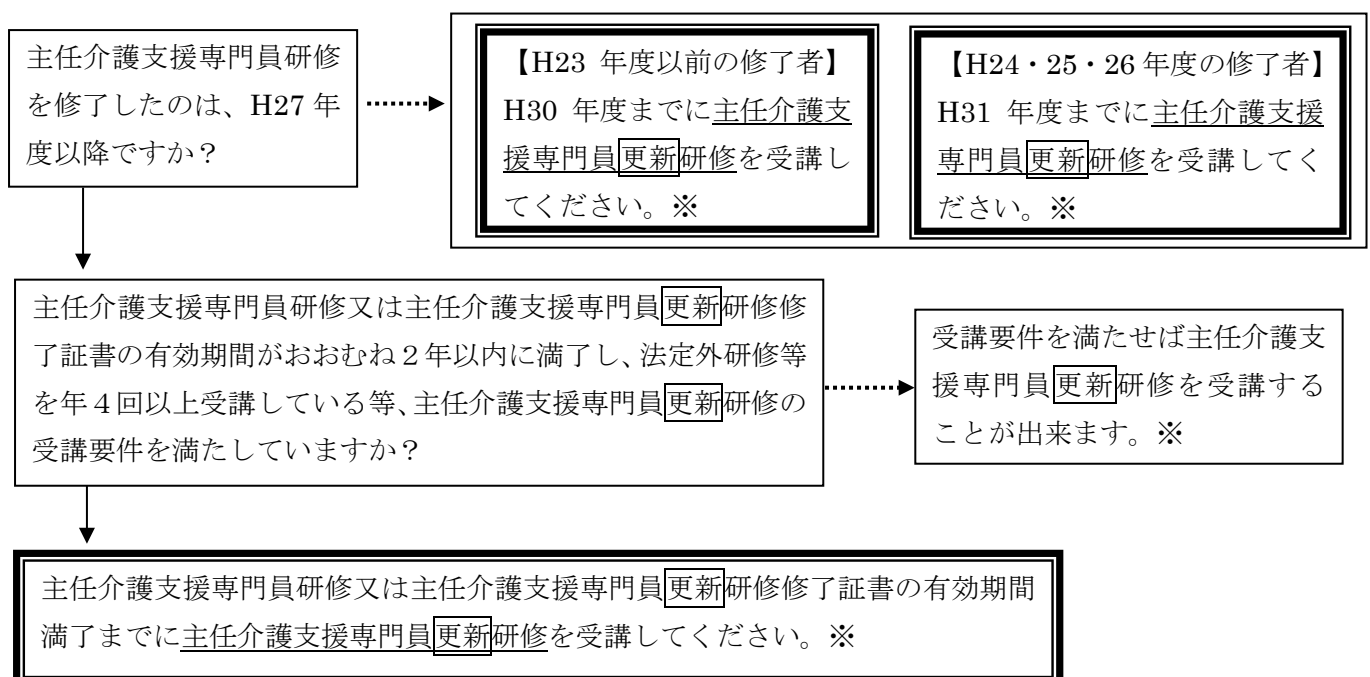 主任介護支援専門員研修
を修了したのは、H27 年
度以降ですか？
【H23 年度以前の修了者】
H30 年度までに主任介護支
援専門員更新研修を受講し
てください。※
【H24・25・26 年度の修了者】
H31 年度までに主任介護支援
専門員更新研修を受講してく
ださい。※
主任介護支援専門員研修又は主任介護支援専門員更新研修修
了証書の有効期間がおおむね２年以内に満了し、法定外研修等
を年４回以上受講している等、主任介護支援専門員更新研修の
受講要件を満たしていますか？
受講要件を満たせば主任介護支
援専門員更新研修を受講する
ことが出来ます。※
主任介護支援専門員研修又は主任介護支援専門員更新研修修了証書の有効期間
満了までに主任介護支援専門員更新研修を受講してください。※